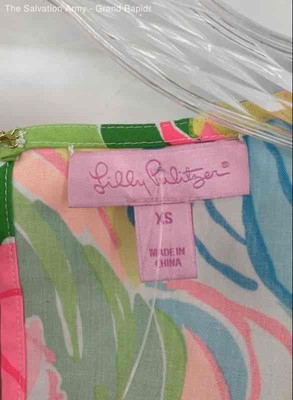 The Salvation Army - Grand Rapids
Lilly Pulitzer®
XS
MADE IN
CHINA